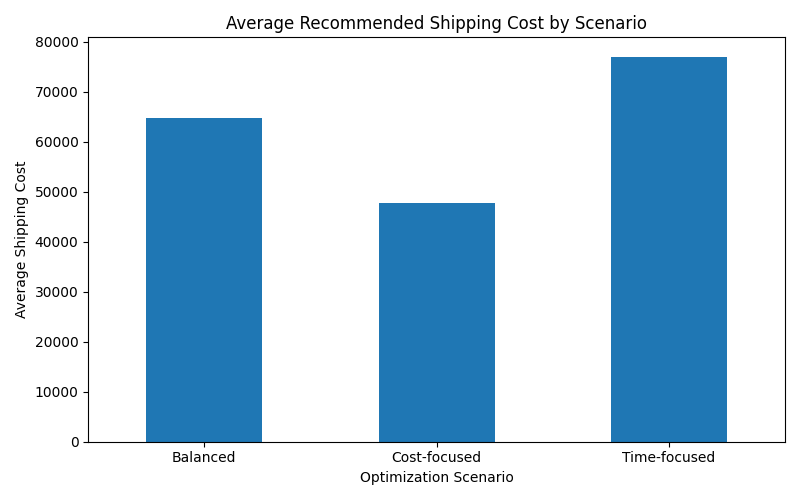 Average Recommended Shipping Cost by Scenario
Average Shipping Cost
80000
70000
60000
50000
40000
30000
20000
10000
0
Balanced
Cost-focused
Time-focused
Optimization Scenario